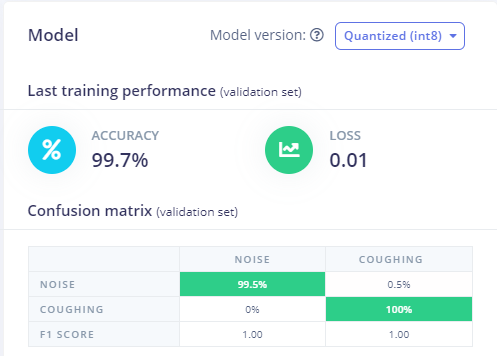 Model
Model version: ? Quantized (int8)
Last training performance (validation set)
%
ACCURACY
99.7%
LOSS
0.01
Confusion matrix (validation set)
NOISE COUGHING
NOISE 99.5% 0.5%
COUGHING 0% 100%
F1 SCORE 1.00 1.00